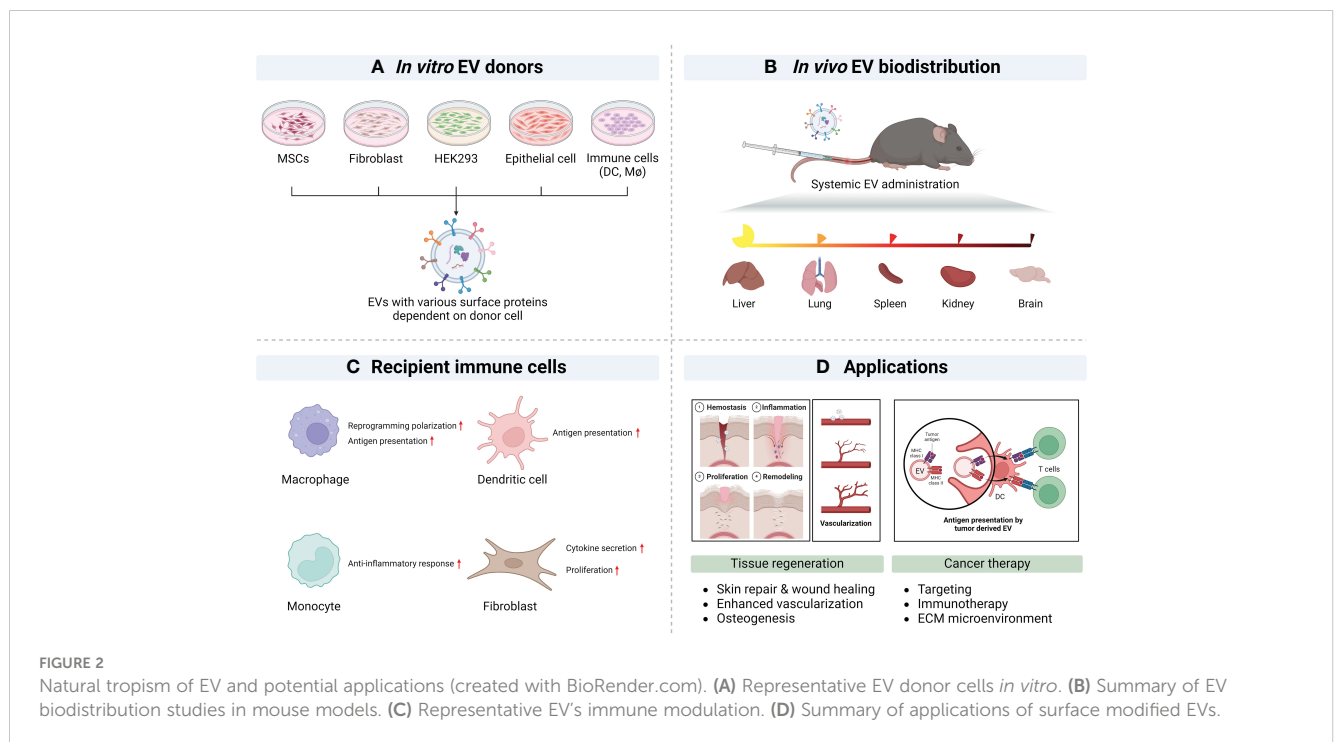 A In vitro EV donors
MSCs
Fibroblast
HEK293
Epithelial cell
Immune cells
(DC, Mø)
EVs with various surface proteins
dependent on donor cell
B In vivo EV biodistribution
Systemic EV administration
Liver
Lung
Spleen
Kidney
Brain
C Recipient immune cells
Reprogramming polarization
Antigen presentation
Macrophage
Antigen presentation
Dendritic cell
Anti-inflammatory response
Monocyte
Cytokine secretion
Proliferation
Fibroblast
D Applications
1 Hemostasis
2 Inflammation
3 Proliferation
4 Remodeling
Vascularization
Tumor
antigen
MHC
class I
EV
MHC
class II
DC
T cells
Antigen presentation by
tumor derived EV
Tissue regeneration
• Skin repair & wound healing
• Enhanced vascularization
• Osteogenesis
Cancer therapy
• Targeting
• Immunotherapy
• ECM microenvironment
FIGURE 2
Natural tropism of EV and potential applications (created with BioRender.com). (A) Representative EV donor cells in vitro. (B) Summary of EV
biodistribution studies in mouse models. (C) Representative EV's immune modulation. (D) Summary of applications of surface modified EVs.